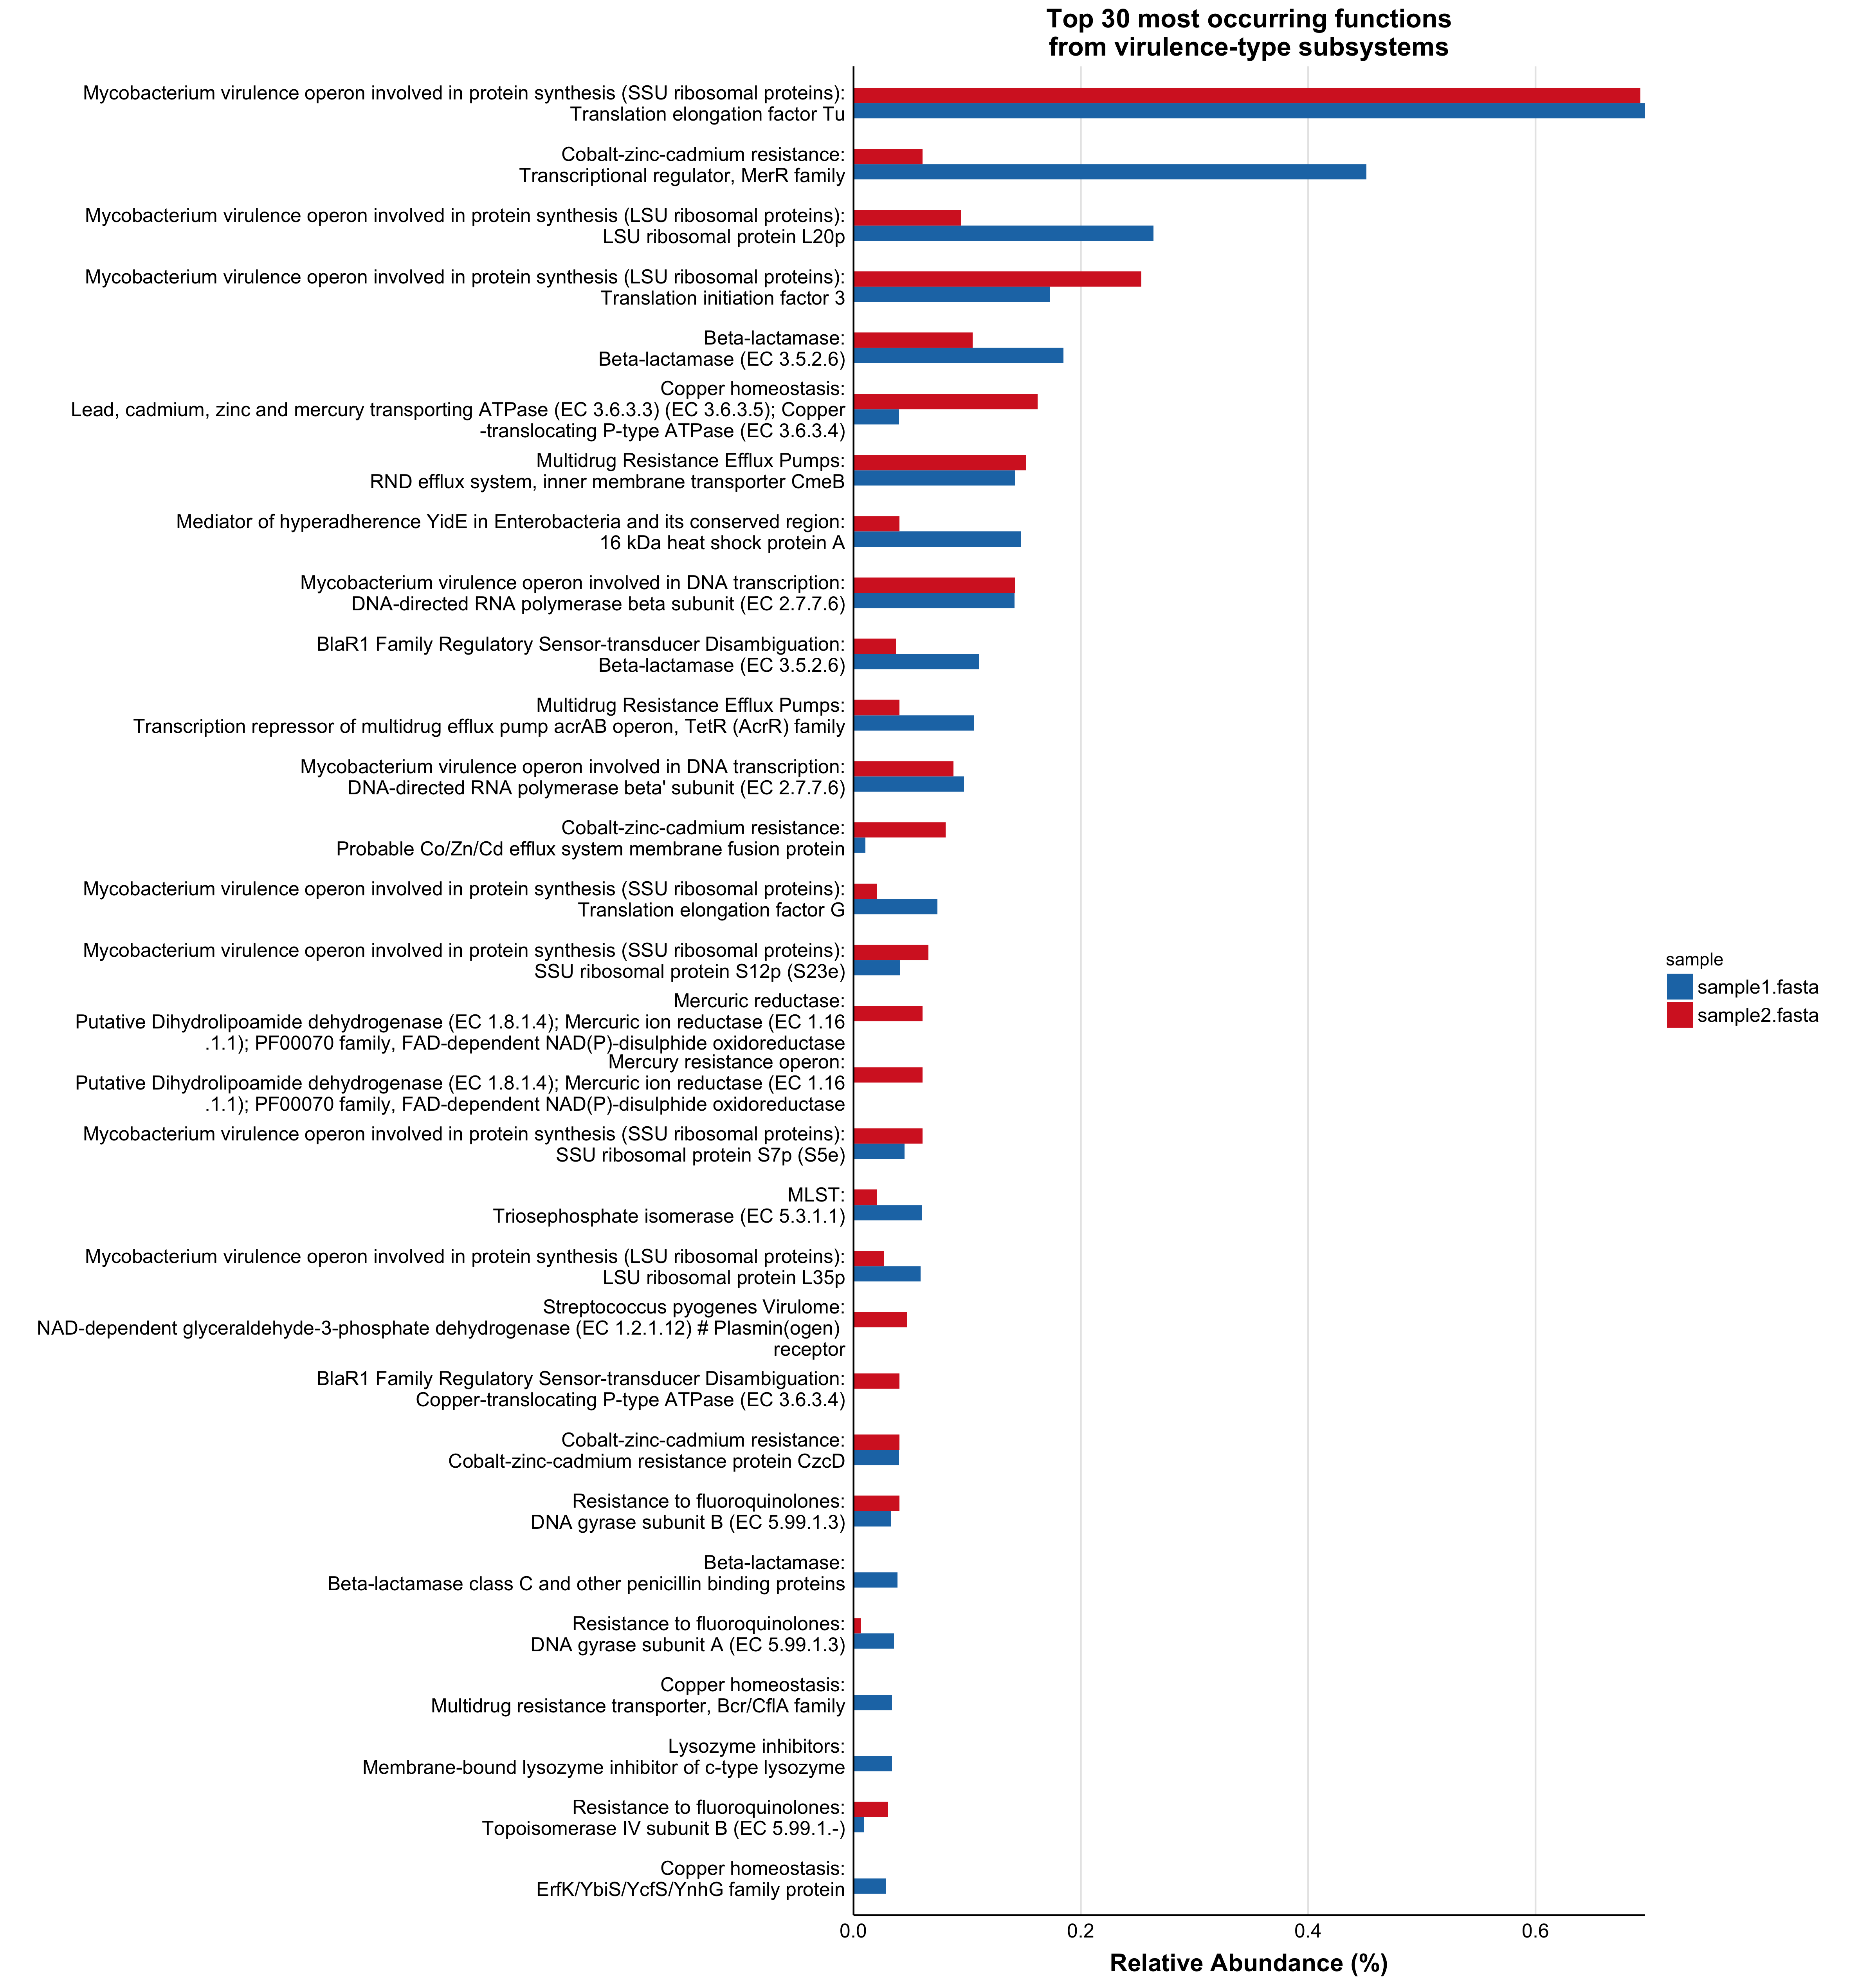 Top 30 most occurring functions
from virulence-type subsystems
Mycobacterium virulence operon involved in protein synthesis (SSU ribosomal proteins):
Translation elongation factor Tu
Cobalt-zinc-cadmium resistance:
Transcriptional regulator, MerR family
Mycobacterium virulence operon involved in protein synthesis (LSU ribosomal proteins):
LSU ribosomal protein L20p
Mycobacterium virulence operon involved in protein synthesis (LSU ribosomal proteins):
Translation initiation factor 3
Beta-lactamase:
Beta-lactamase (EC 3.5.2.6)
Copper homeostasis:
Lead, cadmium, zinc and mercury transporting ATPase (EC 3.6.3.3) (EC 3.6.3.5); Copper
-translocating P-type ATPase (EC 3.6.3.4)
Multidrug Resistance Efflux Pumps:
RND efflux system, inner membrane transporter CmeB
Mediator of hyperadherence YidE in Enterobacteria and its conserved region:
16 kDa heat shock protein A
Mycobacterium virulence operon involved in DNA transcription:
DNA-directed RNA polymerase beta subunit (EC 2.7.7.6)
BlaR1 Family Regulatory Sensor-transducer Disambiguation:
Beta-lactamase (EC 3.5.2.6)
Multidrug Resistance Efflux Pumps:
Transcription repressor of multidrug efflux pump acrAB operon, TetR (AcrR) family
Mycobacterium virulence operon involved in DNA transcription:
DNA-directed RNA polymerase beta' subunit (EC 2.7.7.6)
Cobalt-zinc-cadmium resistance:
Probable Co/Zn/Cd efflux system membrane fusion protein
Mycobacterium virulence operon involved in protein synthesis (SSU ribosomal proteins):
Translation elongation factor G
Mycobacterium virulence operon involved in protein synthesis (SSU ribosomal proteins):
SSU ribosomal protein S12p (S23e)
Mercuric reductase:
Putative Dihydrolipoamide dehydrogenase (EC 1.8.1.4); Mercuric ion reductase (EC 1.16
.1.1); PF00070 family, FAD-dependent NAD(P)-disulphide oxidoreductase
Mercury resistance operon:
Putative Dihydrolipoamide dehydrogenase (EC 1.8.1.4); Mercuric ion reductase (EC 1.16
.1.1); PF00070 family, FAD-dependent NAD(P)-disulphide oxidoreductase
Mycobacterium virulence operon involved in protein synthesis (SSU ribosomal proteins):
SSU ribosomal protein S7p (S5e)
MLST:
Triosephosphate isomerase (EC 5.3.1.1)
Mycobacterium virulence operon involved in protein synthesis (LSU ribosomal proteins):
LSU ribosomal protein L35p
Streptococcus pyogenes Virulome:
NAD-dependent glyceraldehyde-3-phosphate dehydrogenase (EC 1.2.1.12) # Plasmin(ogen)
receptor
BlaR1 Family Regulatory Sensor-transducer Disambiguation:
Copper-translocating P-type ATPase (EC 3.6.3.4)
Cobalt-zinc-cadmium resistance:
Cobalt-zinc-cadmium resistance protein CzcD
Resistance to fluoroquinolones:
DNA gyrase subunit B (EC 5.99.1.3)
Beta-lactamase:
Beta-lactamase class C and other penicillin binding proteins
Resistance to fluoroquinolones:
DNA gyrase subunit A (EC 5.99.1.3)
Copper homeostasis:
Multidrug resistance transporter, Bcr/CflA family
Lysozyme inhibitors:
Membrane-bound lysozyme inhibitor of c-type lysozyme
Resistance to fluoroquinolones:
Topoisomerase IV subunit B (EC 5.99.1.-)
Copper homeostasis:
ErfK/YbiS/YcfS/YnhG family protein
0.0 0.2 0.4 0.6
Relative Abundance (%)
sample
sample1.fasta
sample2.fasta